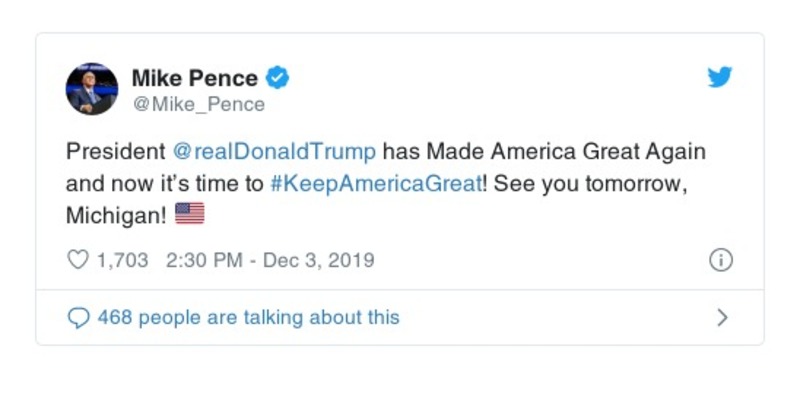 Mike Pence
@Mike_Pence
President @realDonaldTrump has Made America Great Again
and now it's time to #KeepAmericaGreat! See you tomorrow,
Michigan! 🇺🇸
1,703 2:30 PM - Dec 3, 2019
468 people are talking about this